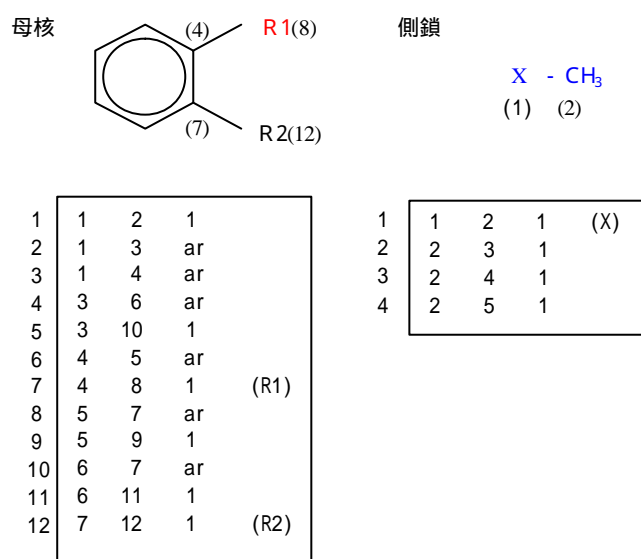 母核
(4) R1(8)
(7) R2(12)
側鎖
X - CH3
(1) (2)
1 1 2 1
2 1 3 ar
3 1 4 ar
4 3 6 ar
5 3 10 1
6 4 5 ar
7 4 8 1 (R1)
8 5 7 ar
9 5 9 1
10 6 7 ar
11 6 11 1
12 7 12 1 (R2)
1 1 2 1 (X)
2 2 3 1
3 2 4 1
4 2 5 1